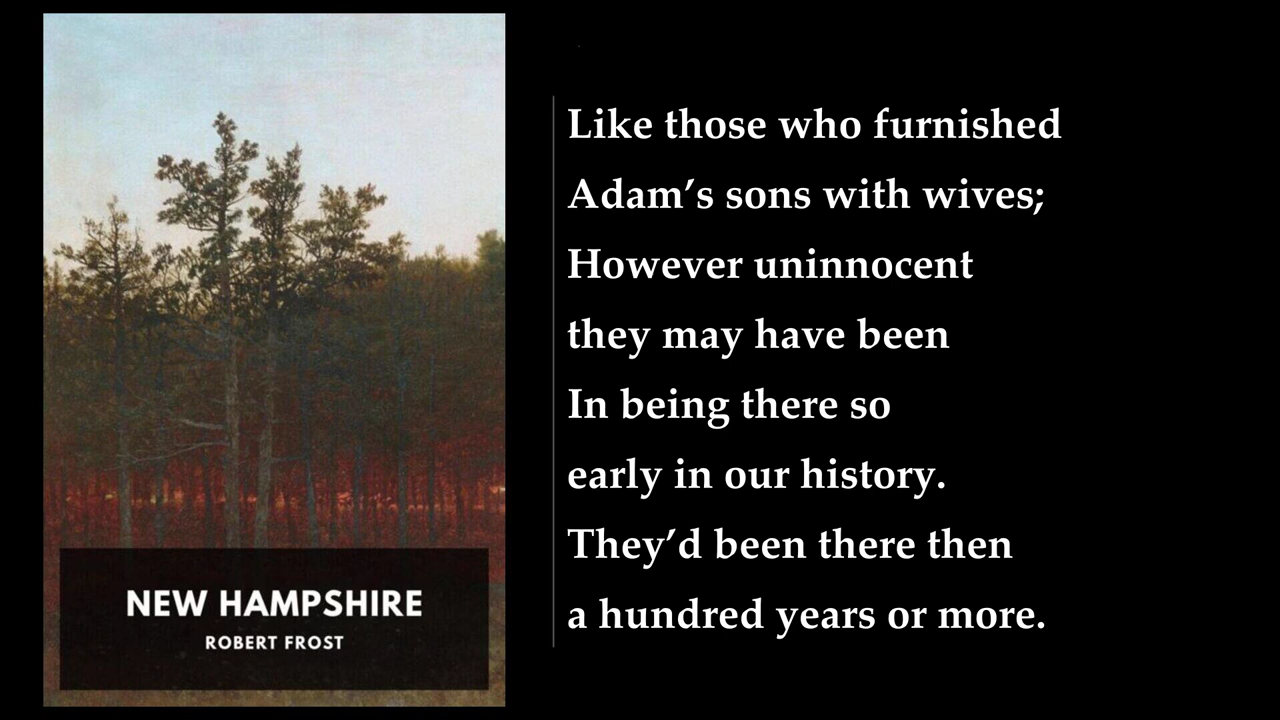 NEW HAMPSHIRE
ROBERT FROST
Like those who furnished
Adam’s sons with wives;
However uninnocent
they may have been
In being there so
early in our history.
They’d been there then
a hundred years or more.